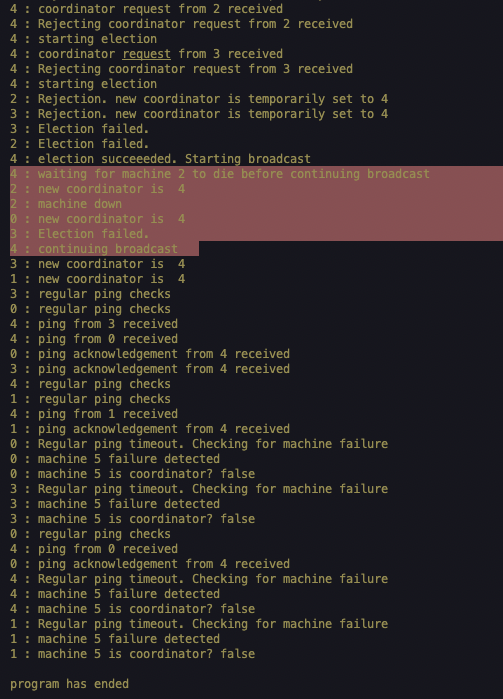 4 : coordinator request from 2 received
4 : Rejecting coordinator request from 2 received
4 : starting election
4 : coordinator request from 3 received
4 : Rejecting coordinator request from 3 received
4 : starting election
2 : Rejection. new coordinator is temporarily set to 4
3 : Rejection. new coordinator is temporarily set to 4
3 : Election failed.
2 : Election failed.
4 : election succeeeded. Starting broadcast
4 : waiting for machine 2 to die before continuing broadcast
2 : new coordinator is  4
2 : machine down
0 : new coordinator is  4
3 : Election failed.
4 : continuing broadcast
3 : new coordinator is  4
1 : new coordinator is  4
3 : regular ping checks
0 : regular ping checks
4 : ping from 3 received
4 : ping from 0 received
0 : ping acknowledgement from 4 received
3 : ping acknowledgement from 4 received
4 : regular ping checks
1 : regular ping checks
4 : ping from 1 received
1 : ping acknowledgement from 4 received
0 : Regular ping timeout. Checking for machine failure
0 : machine 5 failure detected
0 : machine 5 is coordinator? false
3 : Regular ping timeout. Checking for machine failure
3 : machine 5 failure detected
3 : machine 5 is coordinator? false
0 : regular ping checks
4 : ping from 0 received
0 : ping acknowledgement from 4 received
4 : Regular ping timeout. Checking for machine failure
4 : machine 5 failure detected
4 : machine 5 is coordinator? false
1 : Regular ping timeout. Checking for machine failure
1 : machine 5 failure detected
1 : machine 5 is coordinator? false
program has ended